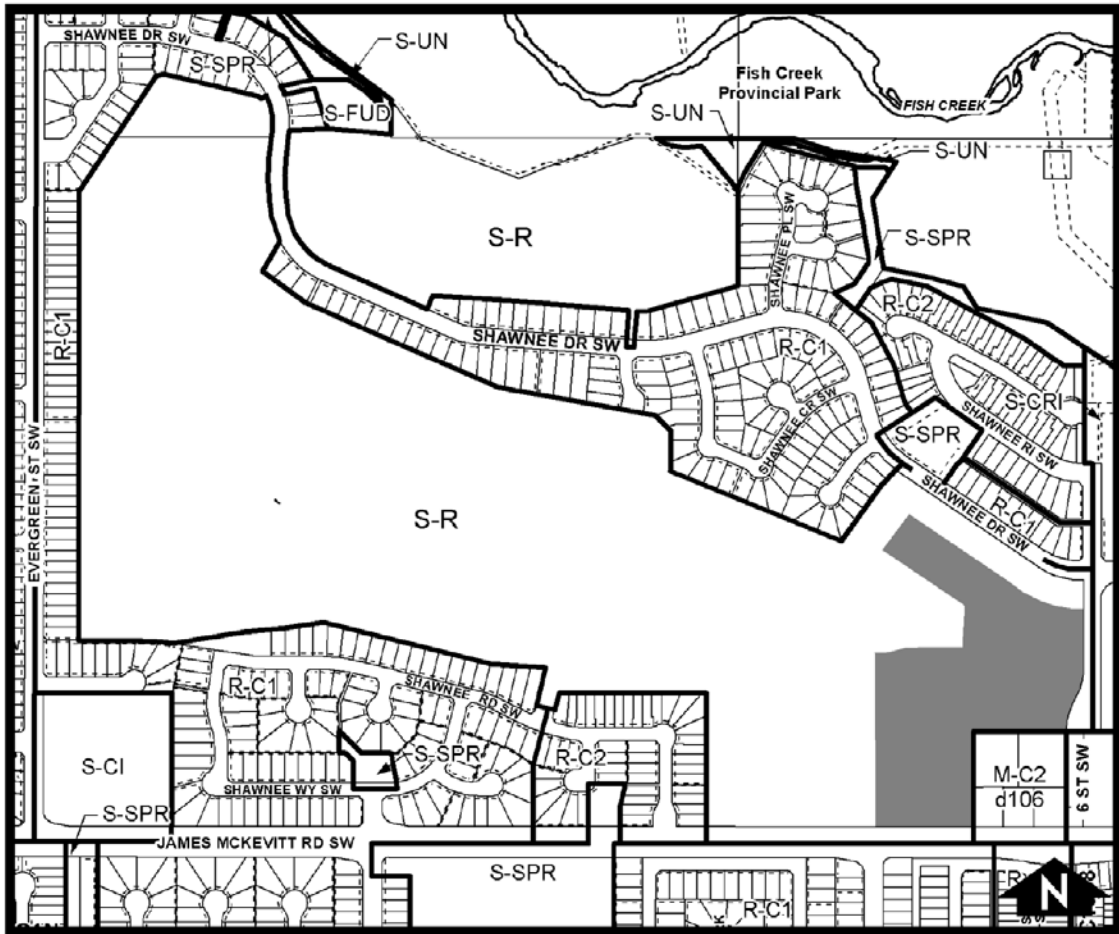 SHAWNEE DR SW
S-UN
S-SPR
Fish Creek
Provincial Park
FISH CREEK
S-FUD
S-UN
S-UN
SHAWNEE PL SW
S-R
S-SPR
R-C2
R-C1
SHAWNEE DR SW
R-C1
SHAWNEE CR SW
S-CRI
S-SPR
SHAWNEE RI SW
EVERGREEN ST SW
S-R
R-C1
SHAWNEE DR SW
R-C1
SHAWNEE RD SW
S-SPR
R-C2
S-CI
SHAWNEE WY SW
M-C2
d106
6 ST SW
S-SPR
JAMES MCKEVITT RD SW
S-SPR
R-C1
N